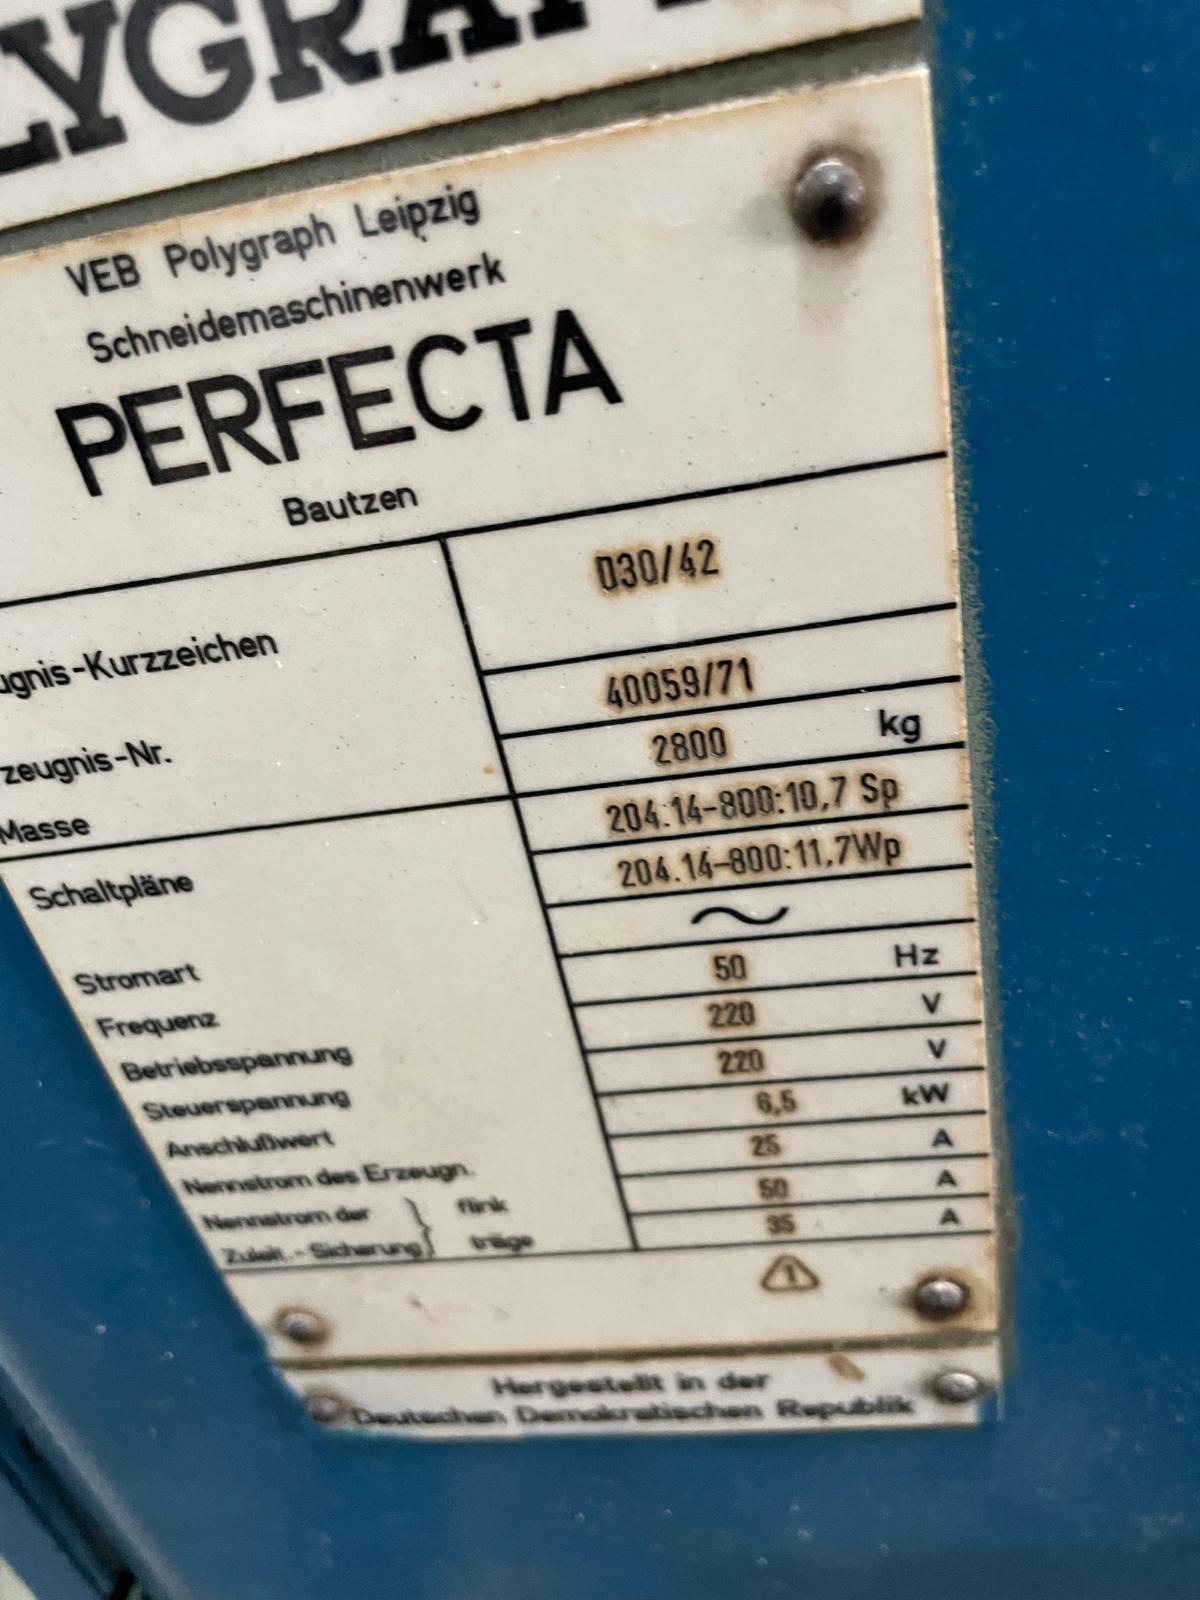 LYGRAPH
VEB Polygraph Leipzig
Schneidemaschinenwerk
PERFECTA
Bautzen
ugnis-Kurzzeichen D30/42
zeugnis-Nr. 40059/71
Masse 2800 kg
Schaltpläne 204.14-800:10,7 Sp
204.14-800:11,7Wp
Stromart ~
Frequenz 50 Hz
Betriebsspannung 220 V
Steuerspannung 220 V
Anschlußwert 6,5 kW
Nennstrom des Erzeugn. 25 A
Nennstrom der } flink 50 A
Zuleit.-Sicherung } träge 35 A
1
Hergestellt in der
Deutschen Demokratischen Republik